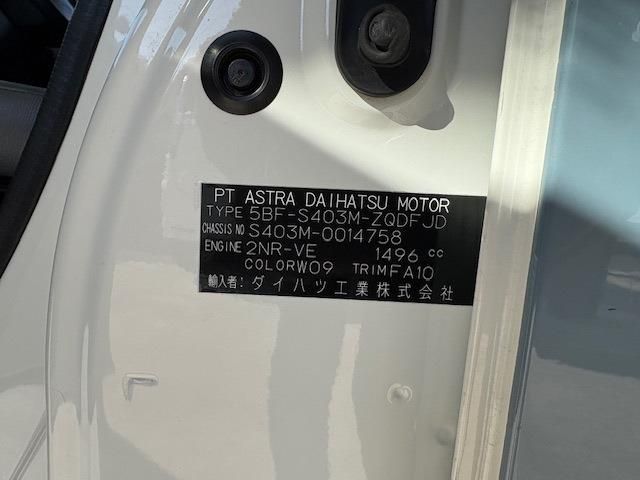 PT ASTRA DAIHATSU MOTOR
TYPE 5BF-S403M-ZQDFJD
CHASSIS NO S403M-0014758
ENGINE 2NR-VE 1496 cc
COLOR W09 TRIM FA10
輸入者: ダイハツ工業株式会社